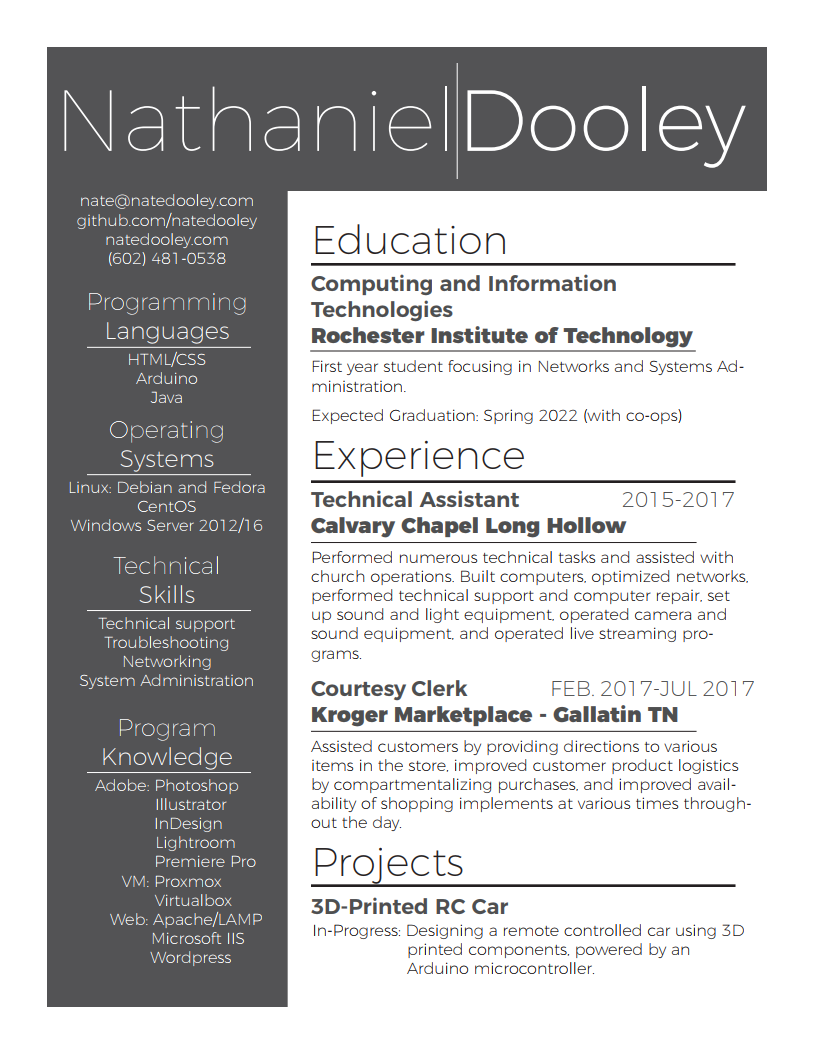 Nathaniel Dooley
nate@natedooley.com
github.com/natedooley
natedooley.com
(602) 481-0538
Programming
Languages
HTML/CSS
Arduino
Java
Operating
Systems
Linux: Debian and Fedora
CentOS
Windows Server 2012/16
Technical
Skills
Technical support
Troubleshooting
Networking
System Administration
Program
Knowledge
Adobe: Photoshop
Illustrator
InDesign
Lightroom
Premiere Pro
VM: Proxmox
Virtualbox
Web: Apache/LAMP
Microsoft IIS
Wordpress
Education
Computing and Information
Technologies
Rochester Institute of Technology
First year student focusing in Networks and Systems Ad-
ministration.
Expected Graduation: Spring 2022 (with co-ops)
Experience
Technical Assistant 2015-2017
Calvary Chapel Long Hollow
Performed numerous technical tasks and assisted with
church operations. Built computers, optimized networks,
performed technical support and computer repair, set
up sound and light equipment, operated camera and
sound equipment, and operated live streaming pro-
grams.
Courtesy Clerk FEB. 2017-JUL 2017
Kroger Marketplace - Gallatin TN
Assisted customers by providing directions to various
items in the store, improved customer product logistics
by compartmentalizing purchases, and improved avail-
ability of shopping implements at various times through-
out the day.
Projects
3D-Printed RC Car
In-Progress: Designing a remote controlled car using 3D
printed components, powered by an
Arduino microcontroller.